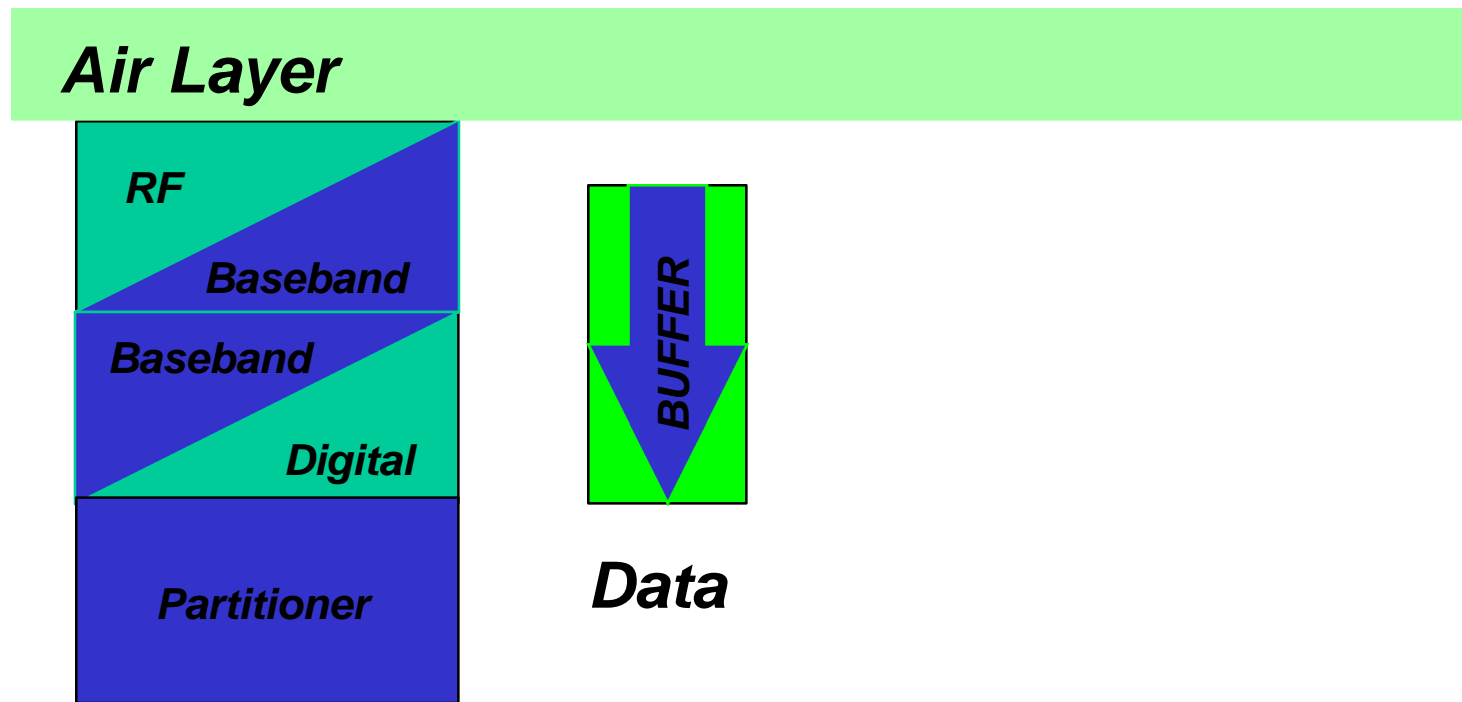 Air Layer
RF
Baseband
Baseband
Digital
Partitioner
BUFFER
Data